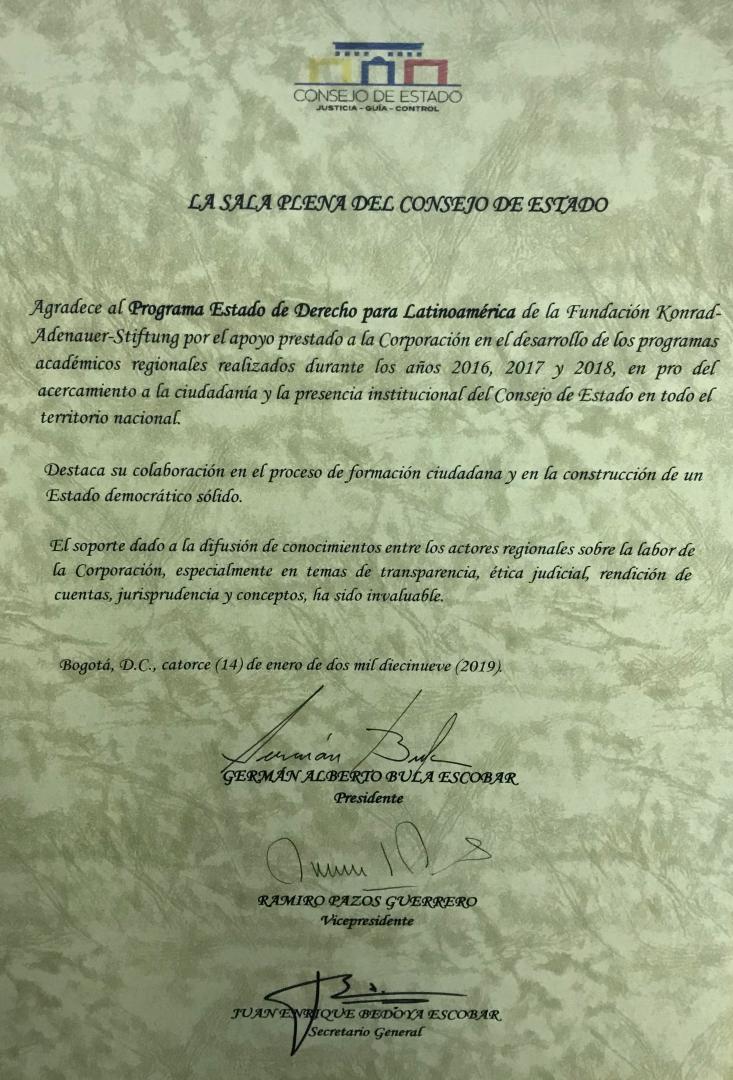 CONSEJO DE ESTADO
JUSTICIA - GUÍA - CONTROL
LA SALA PLENA DEL CONSEJO DE ESTADO
Agradece al Programa Estado de Derecho para Latinoamérica de la Fundación Konrad-
Adenauer-Stiftung por el apoyo prestado a la Corporación en el desarrollo de los programas
académicos regionales realizados durante los años 2016, 2017 y 2018, en pro del
acercamiento a la ciudadanía y la presencia institucional del Consejo de Estado en todo el
territorio nacional.
Destaca su colaboración en el proceso de formación ciudadana y en la construcción de un
Estado democrático sólido.
El soporte dado a la difusión de conocimientos entre los actores regionales sobre la labor de
la Corporación, especialmente en temas de transparencia, ética judicial, rendición de
cuentas, jurisprudencia y conceptos, ha sido invaluable.
Bogotá, D.C., catorce (14) de enero de dos mil diecinueve (2019).
Germán Bula
GERMÁN ALBERTO BULA ESCOBAR
Presidente
RAMIRO PAZOS GUERRERO
Vicepresidente
JUAN ENRIQUE BEDOYA ESCOBAR
Secretario General